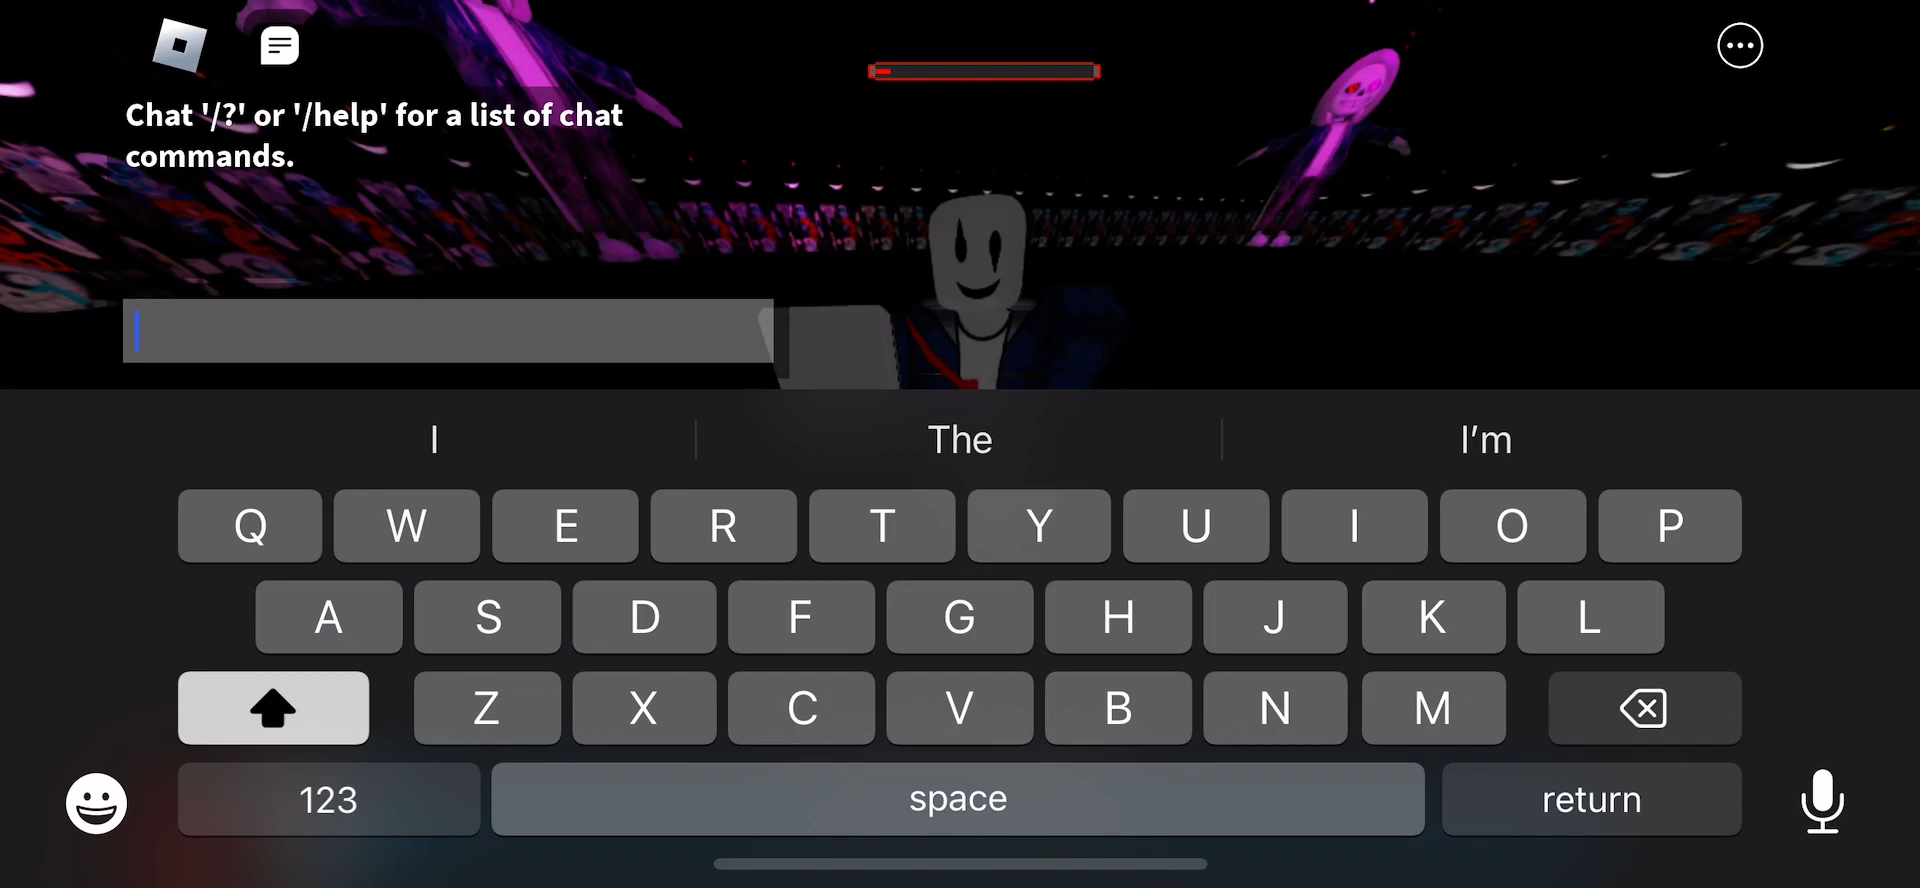 Chat '/?' or '/help' for a list of chat
commands.
I The I'm
Q W E R T Y U I O P
A S D F G H J K L
Z X C V B N M
123 space return